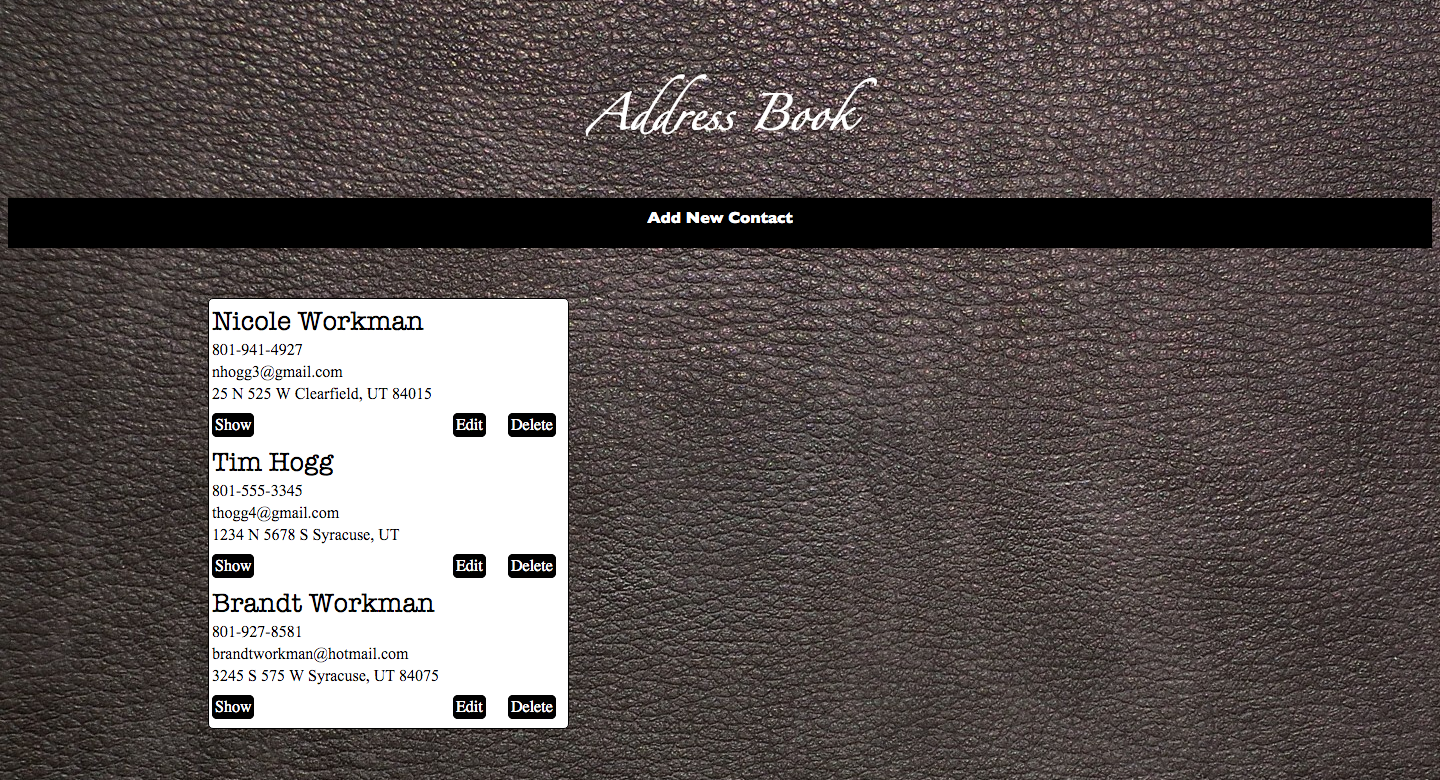 Address Book
Add New Contact
Nicole Workman
801-941-4927
nhogg3@gmail.com
25 N 525 W Clearfield, UT 84015
Show Edit Delete
Tim Hogg
801-555-3345
thogg4@gmail.com
1234 N 5678 S Syracuse, UT
Show Edit Delete
Brandt Workman
801-927-8581
brandtworkman@hotmail.com
3245 S 575 W Syracuse, UT 84075
Show Edit Delete